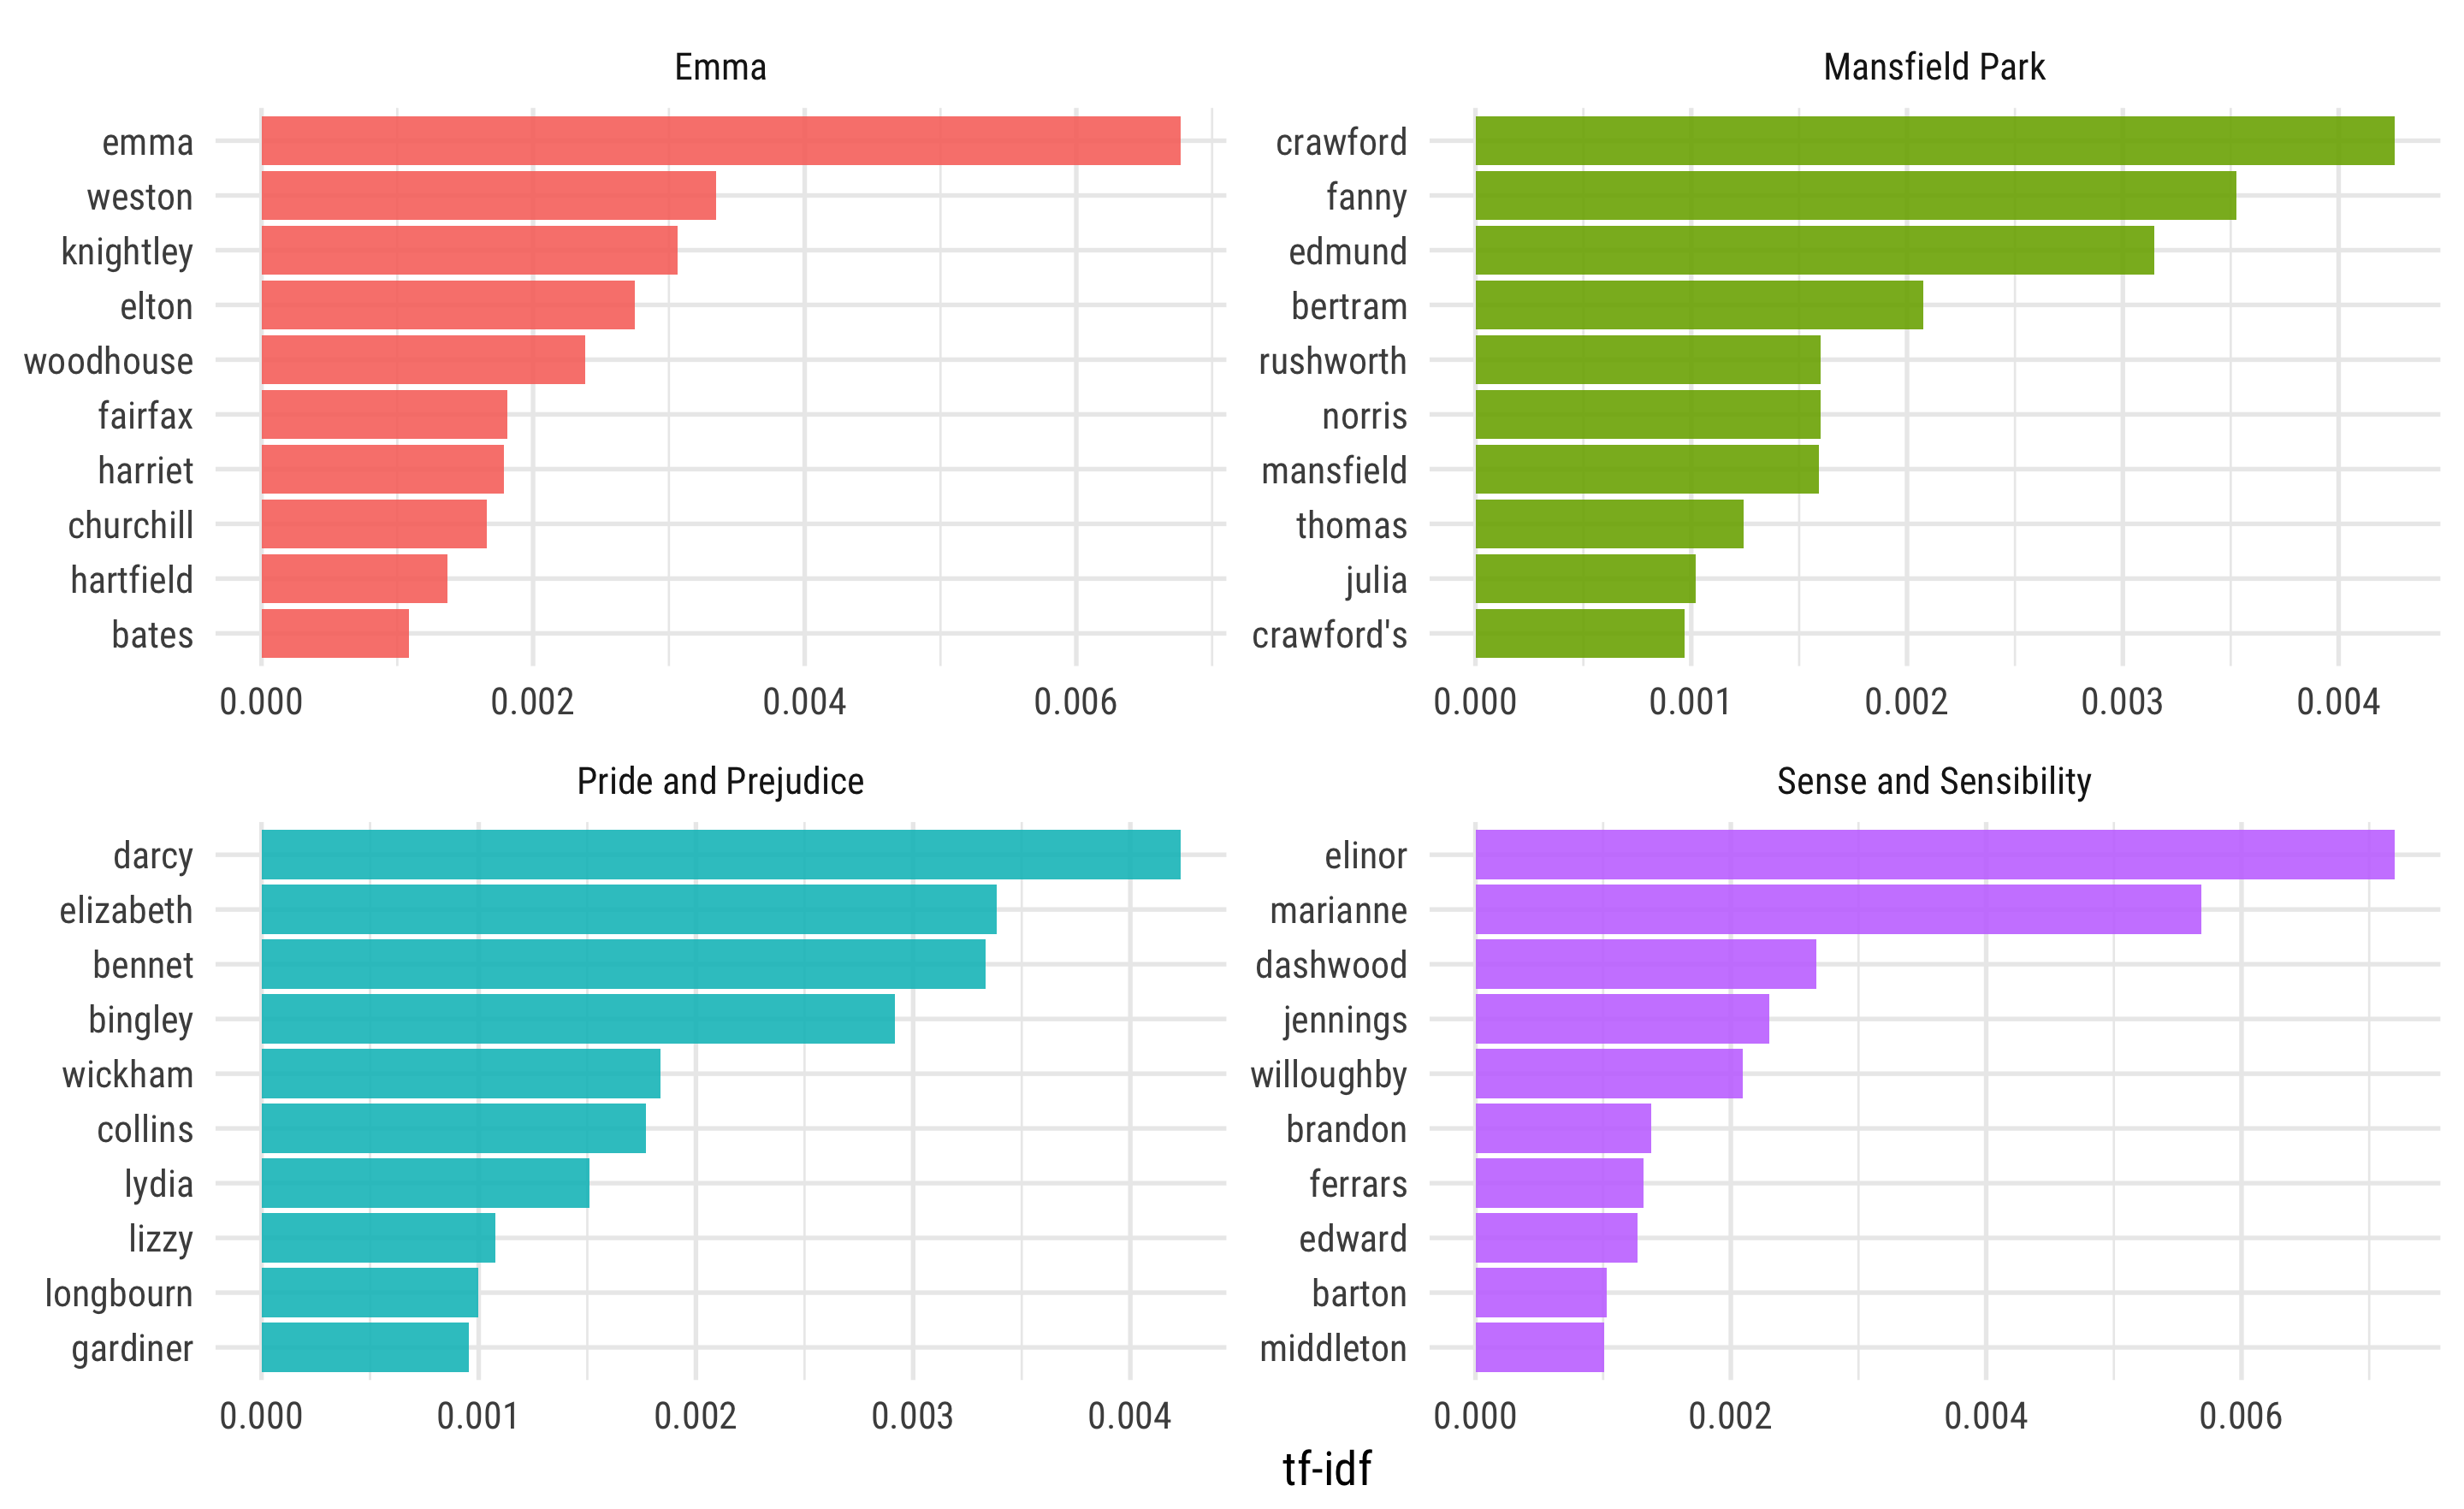 Emma
emma
weston
knightley
elton
woodhouse
fairfax
harriet
churchill
hartfield
bates
0.000 0.002 0.004 0.006
Mansfield Park
crawford
fanny
edmund
bertram
rushworth
norris
mansfield
thomas
julia
crawford's
0.000 0.001 0.002 0.003 0.004
Pride and Prejudice
darcy
elizabeth
bennet
bingley
wickham
collins
lydia
lizzy
longbourn
gardiner
0.000 0.001 0.002 0.003 0.004
Sense and Sensibility
elinor
marianne
dashwood
jennings
willoughby
brandon
ferrars
edward
barton
middleton
0.000 0.002 0.004 0.006
tf-idf